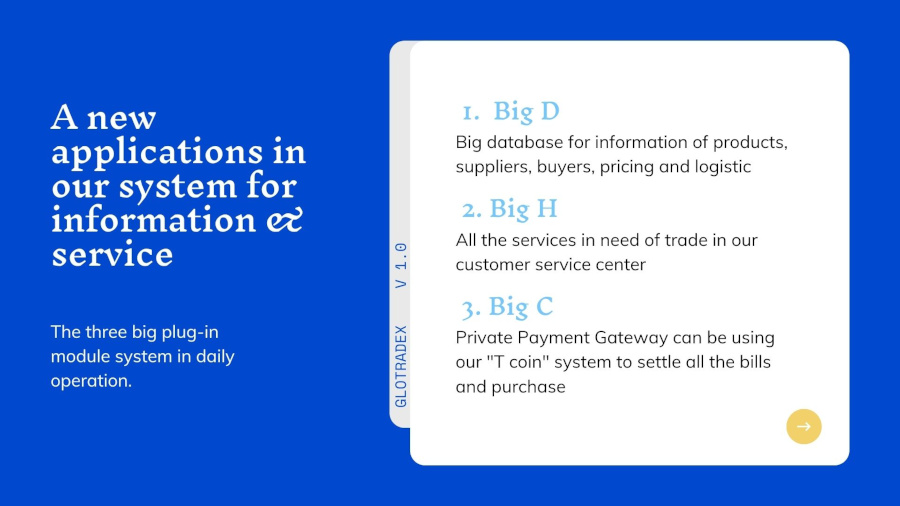 A new
applications in
our system for
information &
service
The three big plug-in
module system in daily
operation.
GLOTRADEX V 1.0
1. Big D
Big database for information of products,
suppliers, buyers, pricing and logistic
2. Big H
All the services in need of trade in our
customer service center
3. Big C
Private Payment Gateway can be using
our "T coin" system to settle all the bills
and purchase